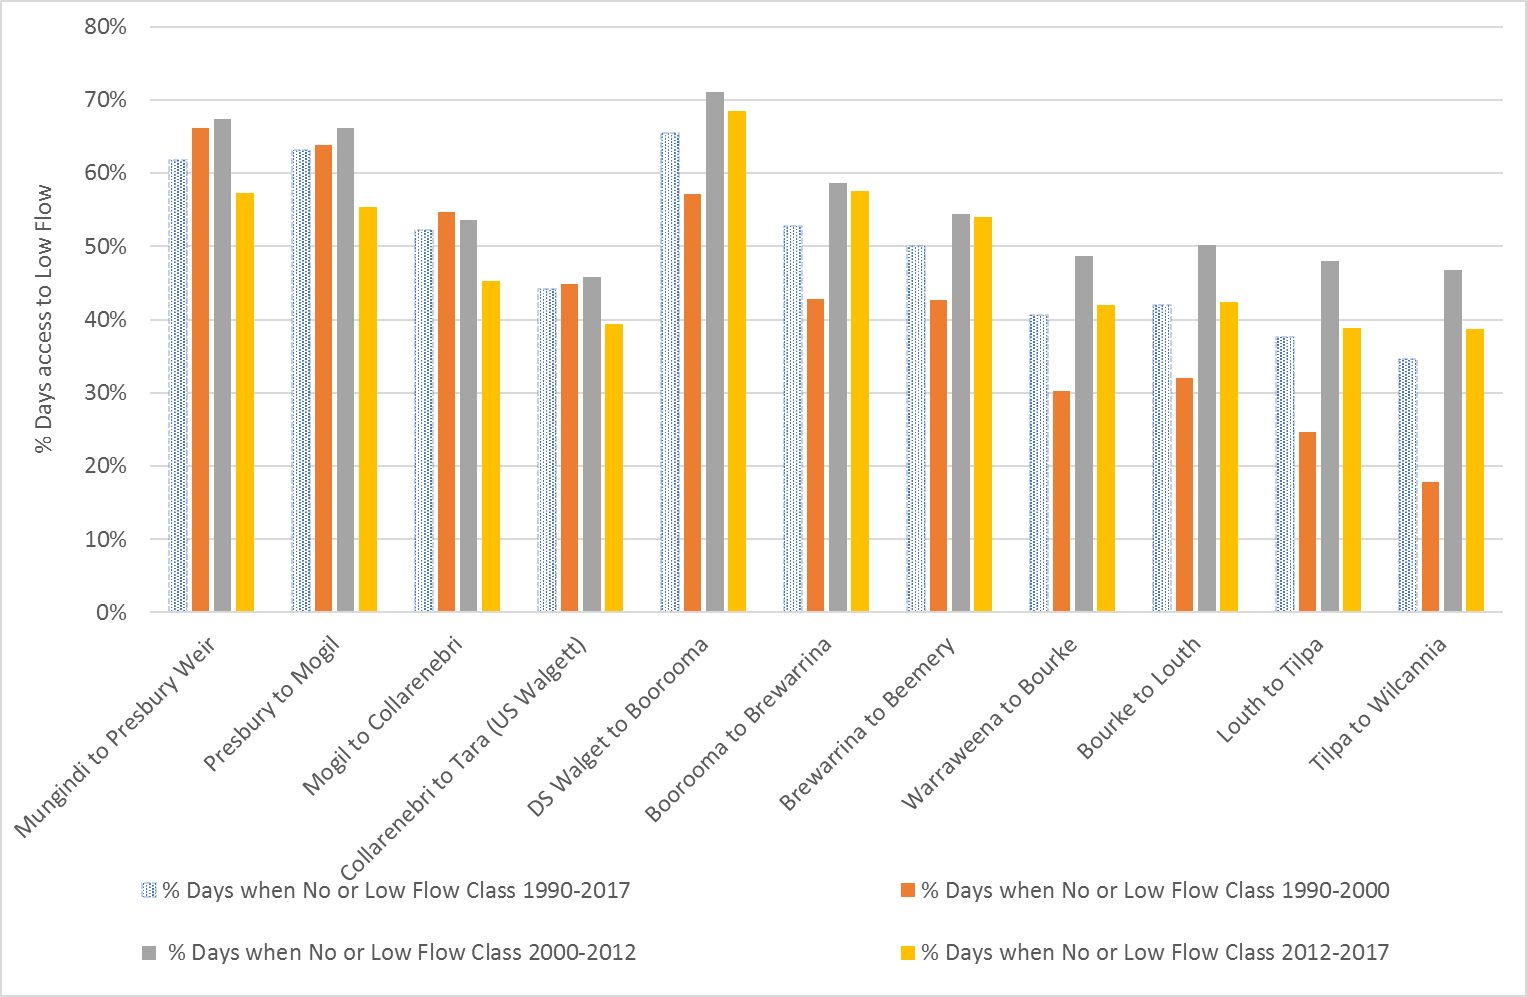 80%
70%
60%
50%
40%
30%
20%
10%
0%
% Days access to Low Flow
Mungindi to Presbury Weir
Presbury to Mogil
Mogil to Collarenebri
Collarenebri to Tara (US Walgett)
DS Walget to Boorooma
Boorooma to Brewarrina
Brewarrina to Beemery
Warraweena to Bourke
Bourke to Louth
Louth to Tilpa
Tilpa to Wilcannia
% Days when No or Low Flow Class 1990-2017
% Days when No or Low Flow Class 1990-2000
% Days when No or Low Flow Class 2000-2012
% Days when No or Low Flow Class 2012-2017